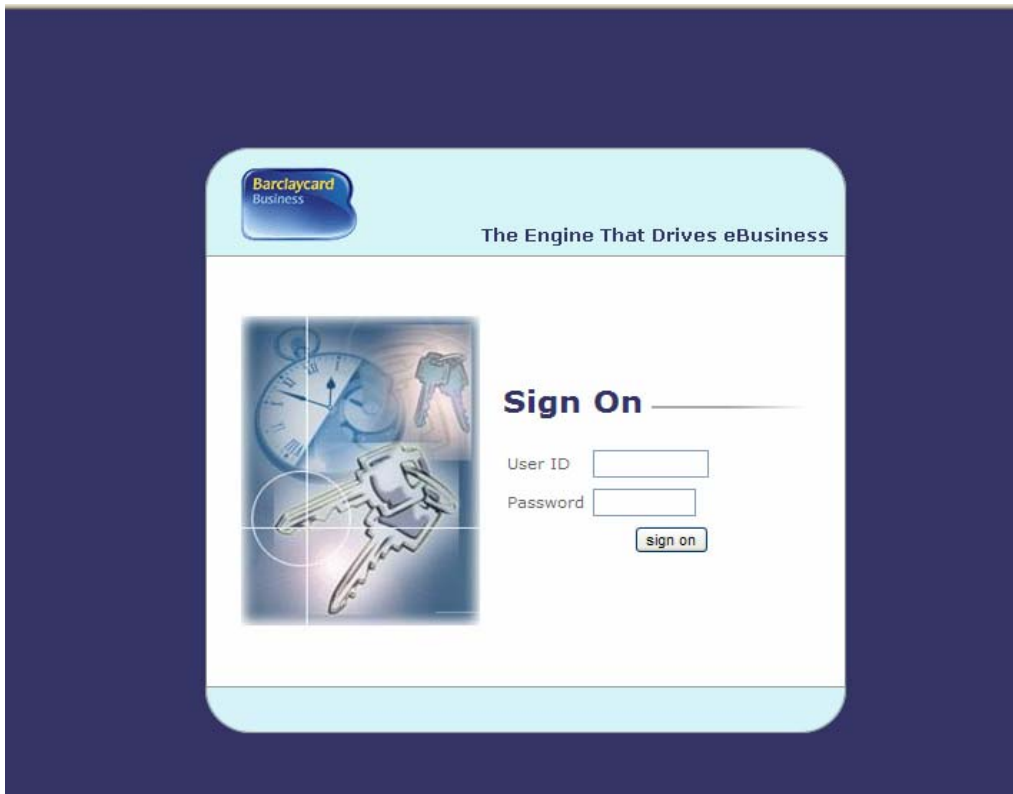 Barclaycard
Business
The Engine That Drives eBusiness
Sign On
User ID
Password
sign on